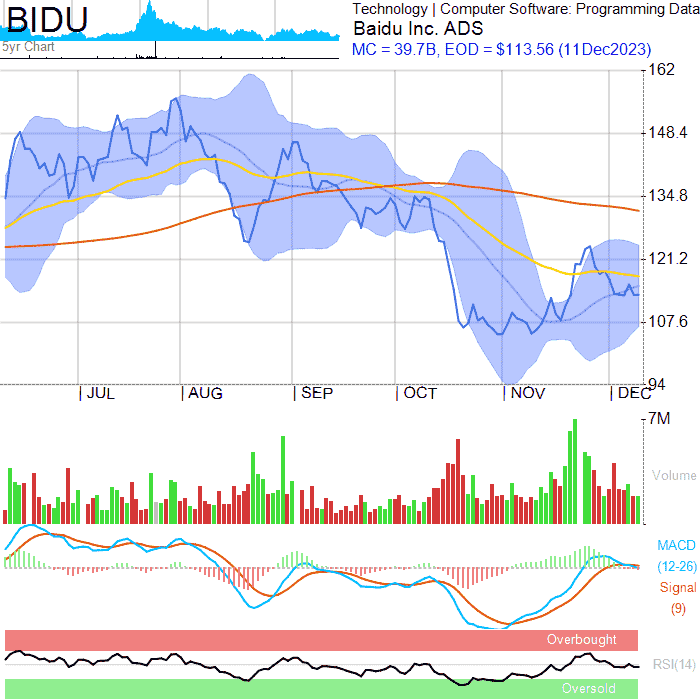 BIDU
5yr Chart
Technology | Computer Software: Programming Data
Baidu Inc. ADS
MC = 39.7B, EOD = $113.56 (11Dec2023)
162
148.4
134.8
121.2
107.6
94
JUL
AUG
SEP
OCT
NOV
DEC
7M
Volume
MACD
(12-26)
Signal
(9)
Overbought
RSI(14)
Oversold